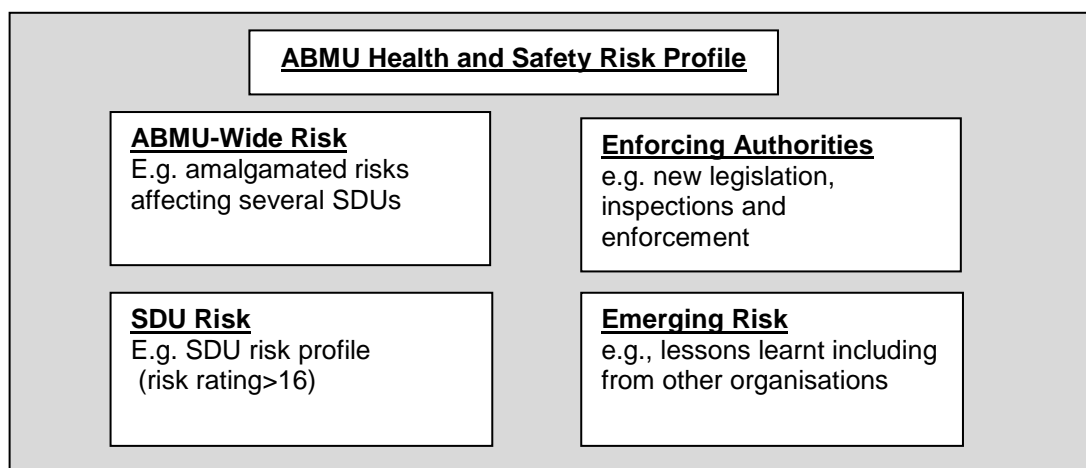 ABMU Health and Safety Risk Profile
ABMU-Wide Risk
E.g. amalgamated risks
affecting several SDUs
Enforcing Authorities
e.g. new legislation,
inspections and
enforcement
SDU Risk
E.g. SDU risk profile
(risk rating>16)
Emerging Risk
e.g., lessons learnt including
from other organisations